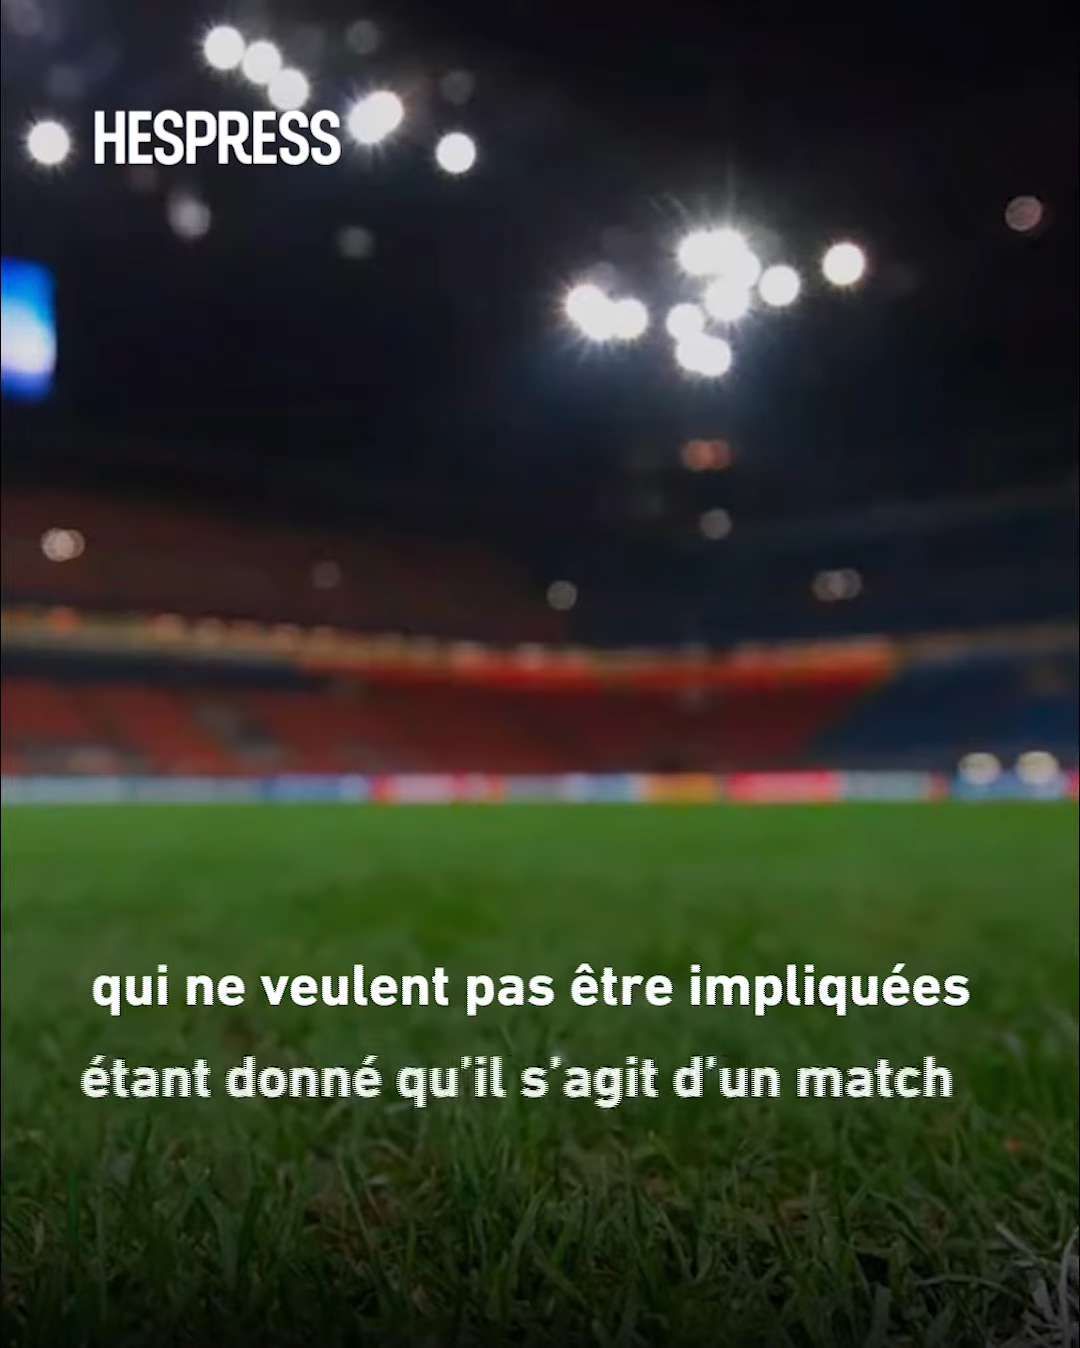 HESPRESS
qui ne veulent pas être impliquées
étant donné qu'il s'agit d'un match